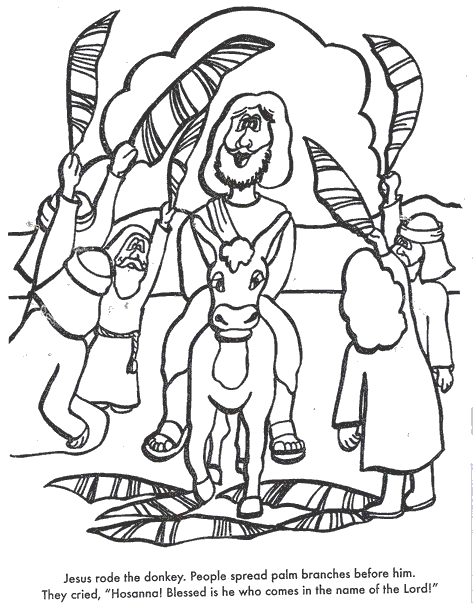 Jesus rode the donkey. People spread palm branches before him.
They cried, “Hosanna! Blessed is he who comes in the name of the Lord!”